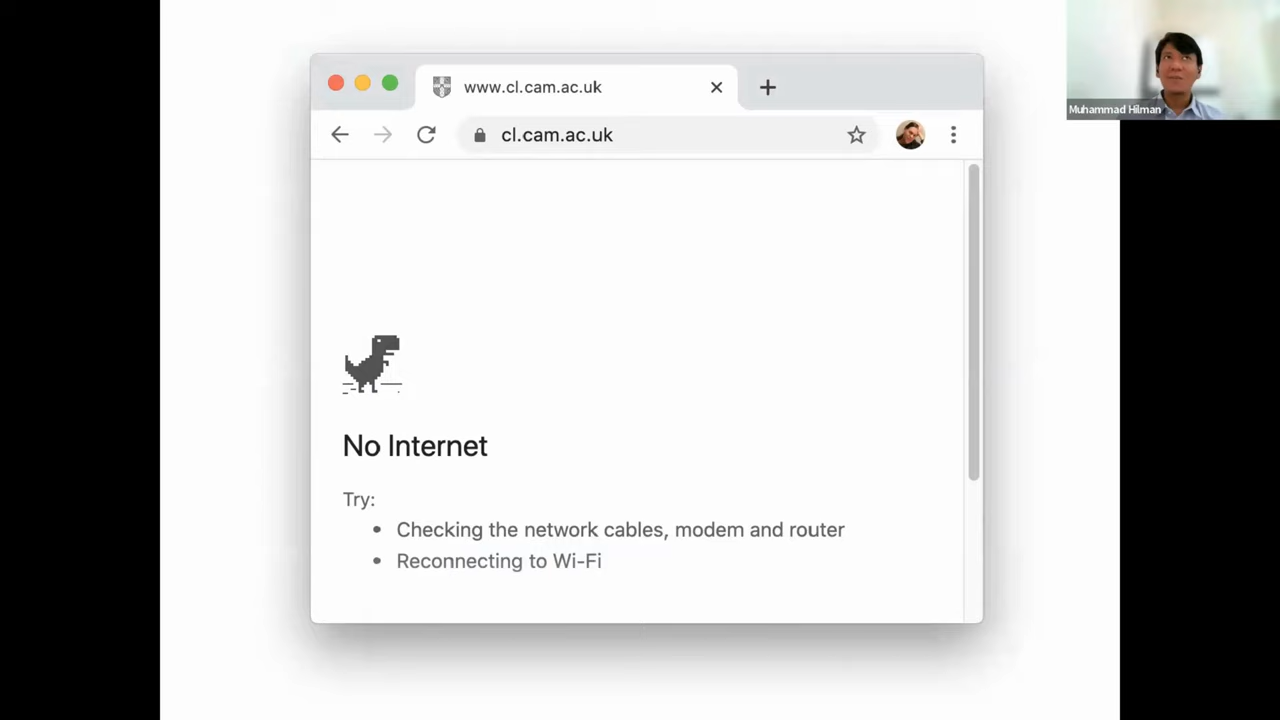 www.cl.cam.ac.uk
cl.cam.ac.uk
Muhammad Hilman
No Internet
Try:
• Checking the network cables, modem and router
• Reconnecting to Wi-Fi